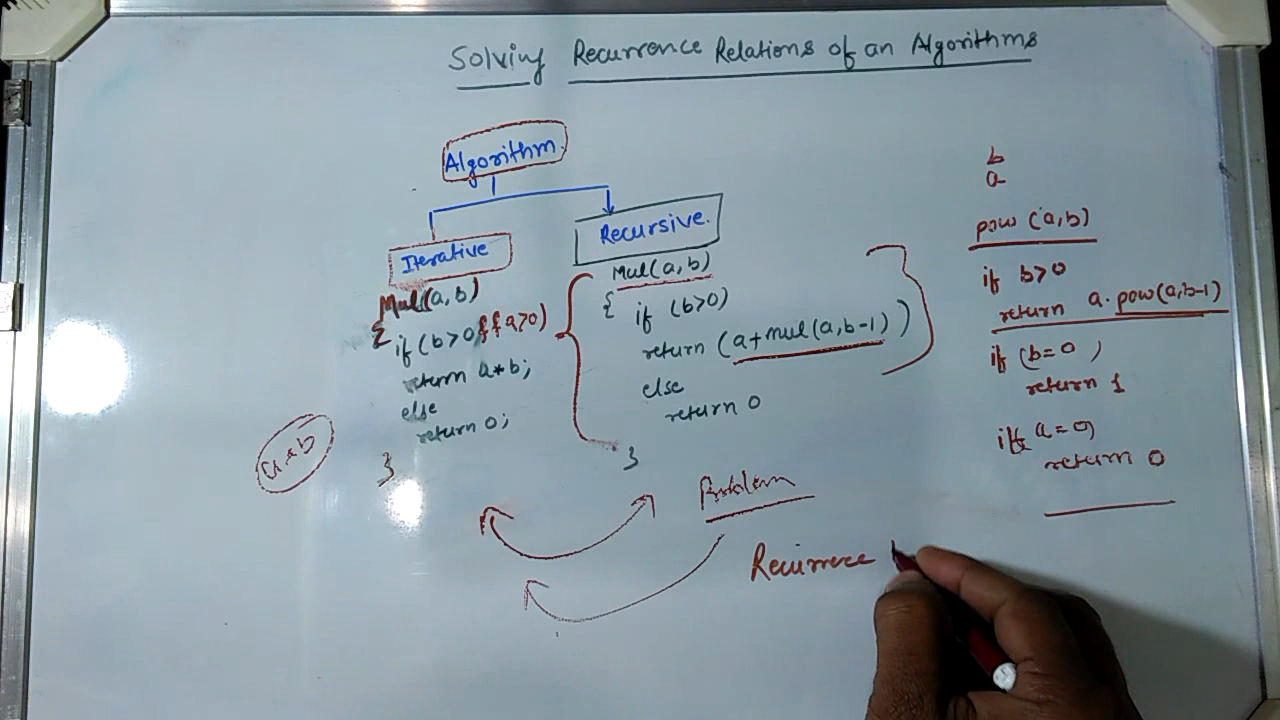 Solving Recurrence Relations of an Algorithms
Algorithm.
Iterative
Mul(a,b)
{
if (b>0 && a>0)
return a*b;
else
return 0;
}
Recursive.
Mul(a,b)
{ if (b>0)
return (a+mul(a,b-1))
else
return 0
}
b
a
pow (a,b)
if b>0
return a. pow(a,b-1)
if (b=0)
return 1
if a=0,
return 0
Problem